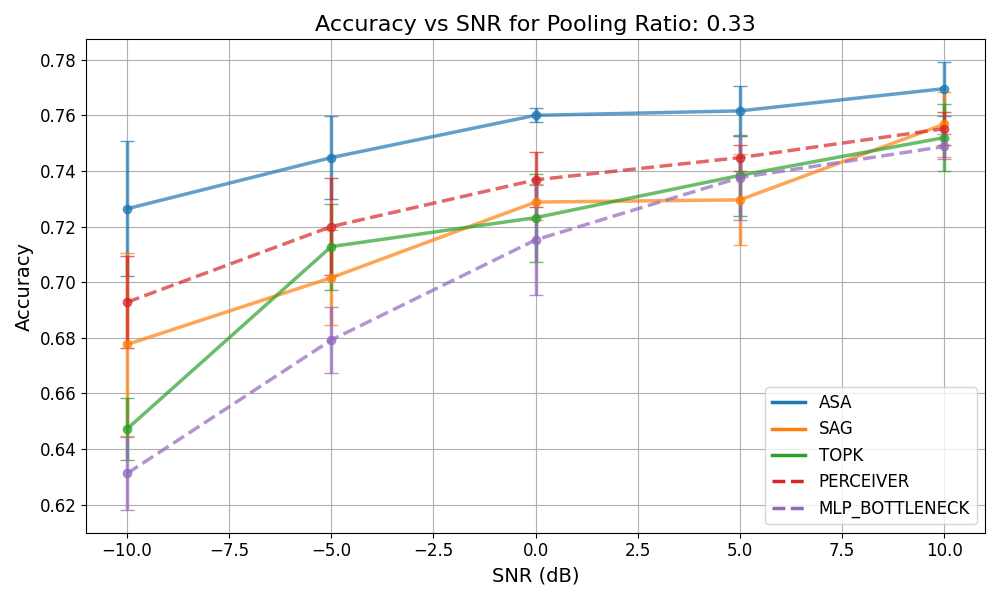 Accuracy vs SNR for Pooling Ratio: 0.33
Accuracy
0.78
0.76
0.74
0.72
0.70
0.68
0.66
0.64
0.62
ASA
SAG
TOPK
PERCEIVER
MLP_BOTTLENECK
−10.0 −7.5 −5.0 −2.5 0.0 2.5 5.0 7.5 10.0
SNR (dB)